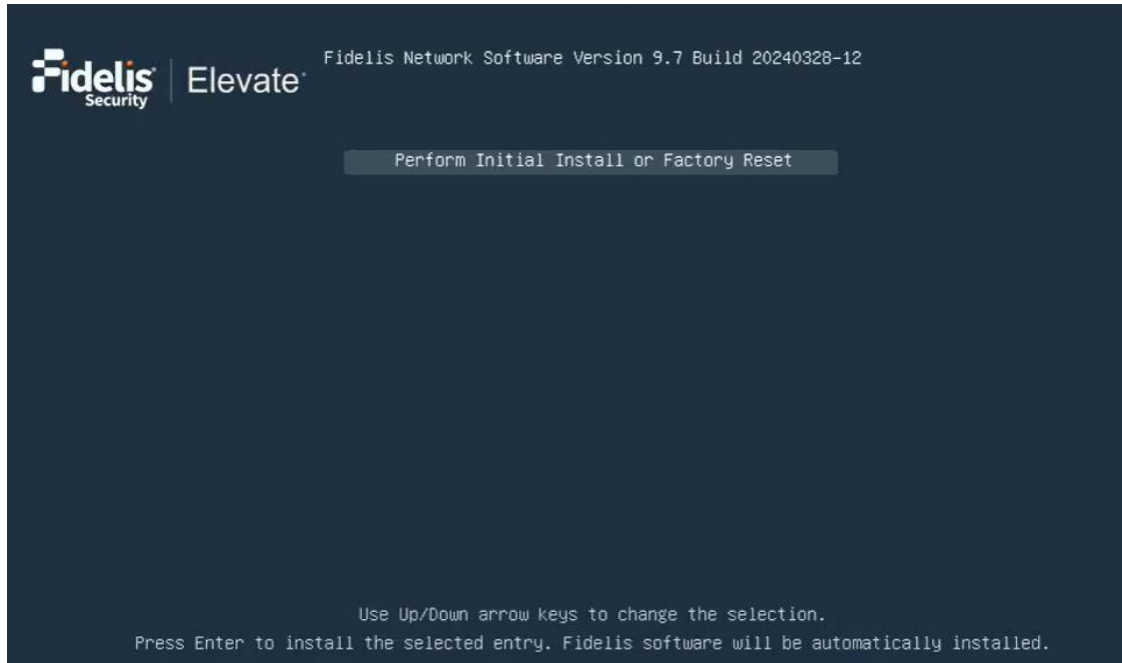 Fidelis
Security
Elevate
Fidelis Network Software Version 9.7 Build 20240328-12
Perform Initial Install or Factory Reset
Use Up/Down arrow keys to change the selection.
Press Enter to install the selected entry. Fidelis software will be automatically installed.